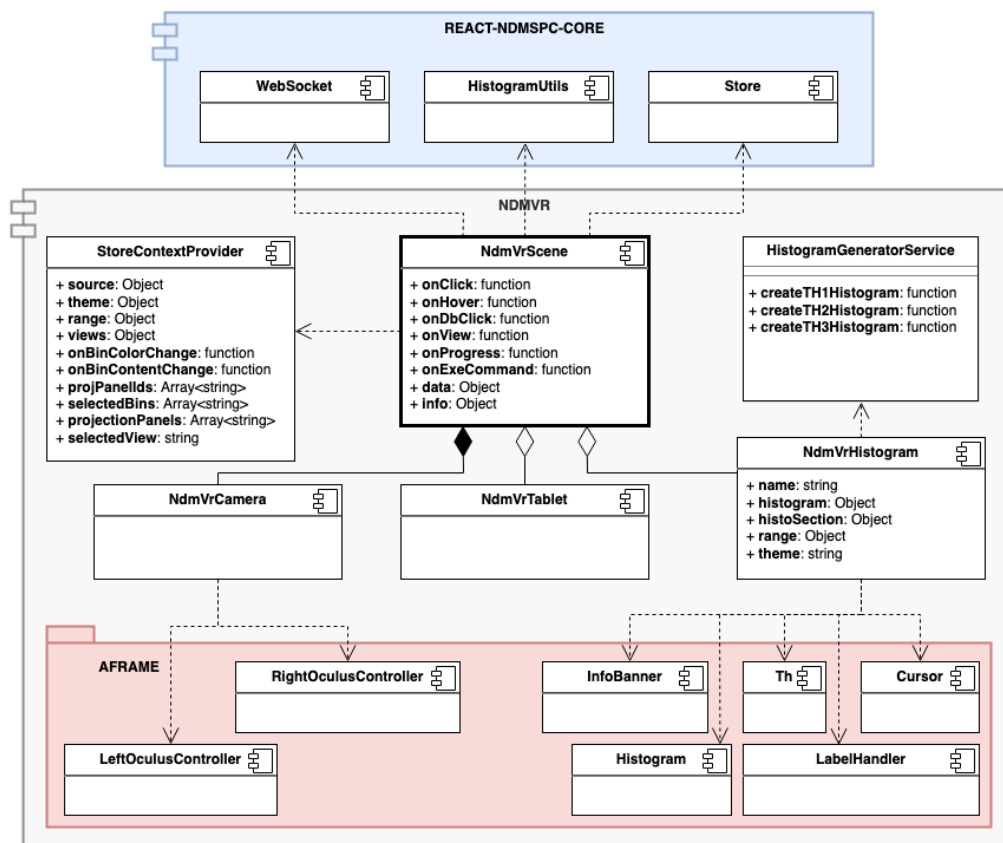 REACT-NDMSPC-CORE
WebSocket
HistogramUtils
Store
NDMVR
StoreContextProvider
+ source: Object
+ theme: Object
+ range: Object
+ views: Object
+ onBinColorChange: function
+ onBinContentChange: function
+ projPanelIds: Array<string>
+ selectedBins: Array<string>
+ projectionPanels: Array<string>
+ selectedView: string
NdmVrScene
+ onClick: function
+ onHover: function
+ onDbClick: function
+ onView: function
+ onProgress: function
+ onExeCommand: function
+ data: Object
+ info: Object
HistogramGeneratorService
+ createTH1Histogram: function
+ createTH2Histogram: function
+ createTH3Histogram: function
NdmVrCamera
NdmVrTablet
NdmVrHistogram
+ name: string
+ histogram: Object
+ histoSection: Object
+ range: Object
+ theme: string
AFRAME
RightOculusController
InfoBanner
Th
Cursor
LeftOculusController
Histogram
LabelHandler